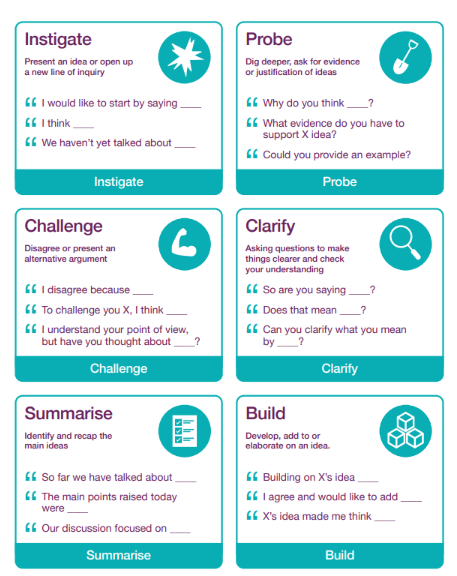 Instigate
Present an idea or open up
a new line of inquiry
“ I would like to start by saying ____
“ I think ____
“ We haven’t yet talked about ____
Instigate
Probe
Dig deeper, ask for evidence
or justification of ideas
“ Why do you think ____?
“ What evidence do you have to
support X idea?
“ Could you provide an example?
Probe
Challenge
Disagree or present an
alternative argument
“ I disagree because ____
“ To challenge you X, I think ____
“ I understand your point of view,
but have you thought about ____?
Challenge
Clarify
Asking questions to make
things clearer and check
your understanding
“ So are you saying ____?
“ Does that mean ____?
“ Can you clarify what you mean
by ____?
Clarify
Summarise
Identify and recap the
main ideas
“ So far we have talked about ____
“ The main points raised today
were ____
“ Our discussion focused on ____
Summarise
Build
Develop, add to or
elaborate on an idea.
“ Building on X’s idea ____
“ I agree and would like to add ____
“ X’s idea made me think ____
Build